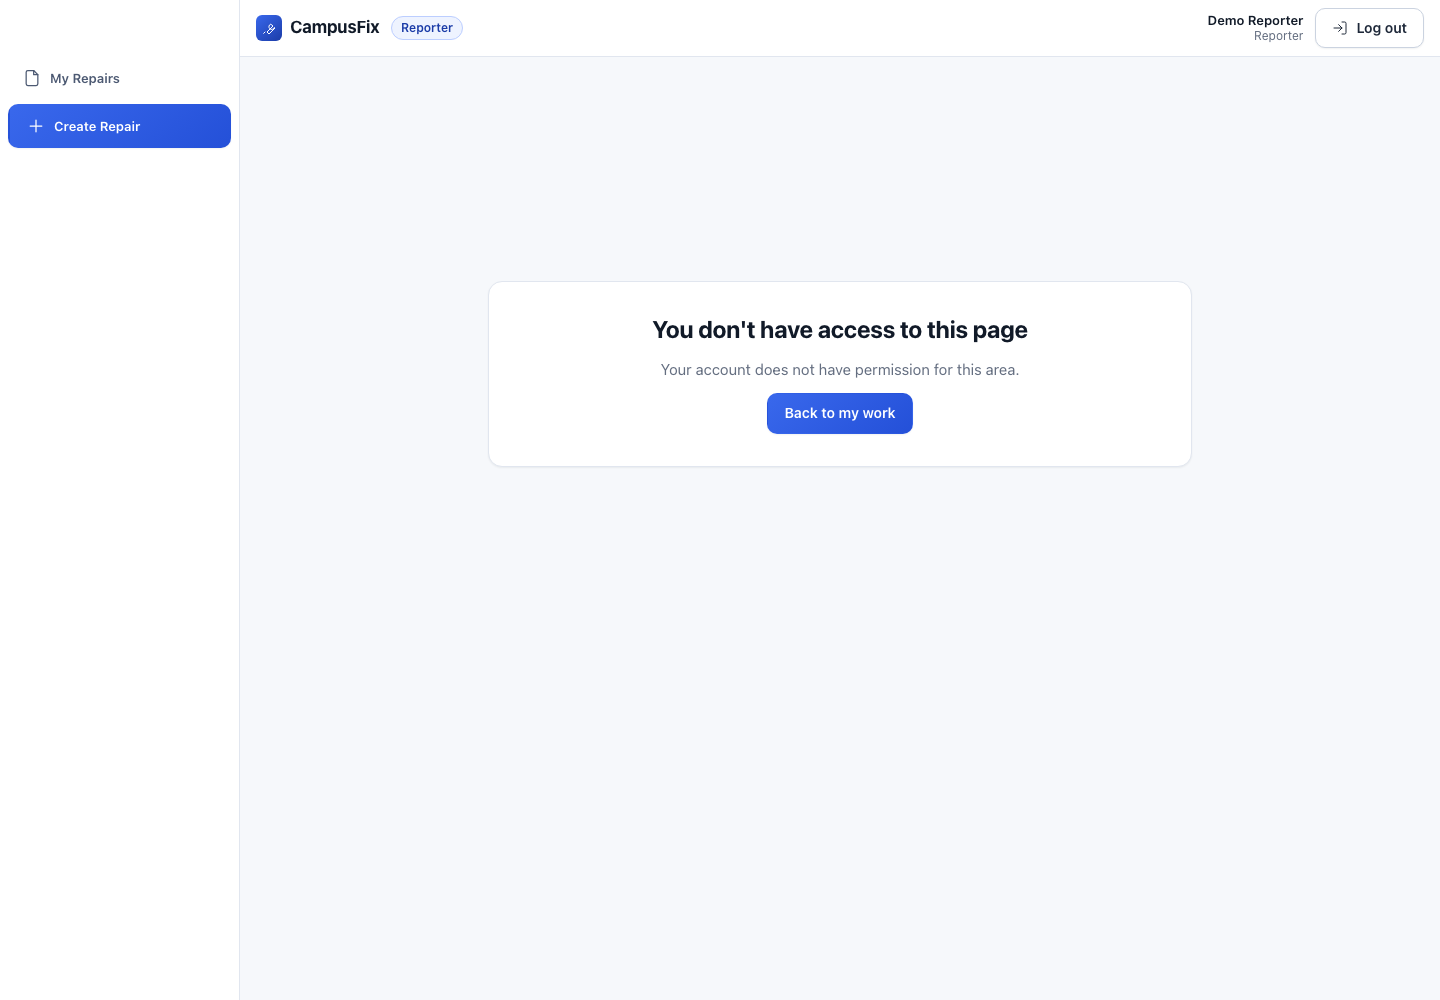 CampusFix
Reporter
Demo Reporter
Reporter
Log out
My Repairs
Create Repair
You don't have access to this page
Your account does not have permission for this area.
Back to my work